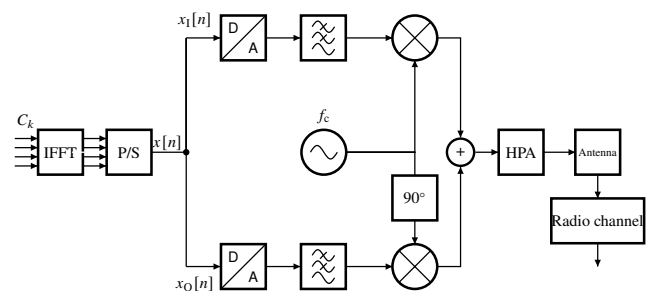 x_I[n]
D
A
f_c
C_k
IFFT
P/S
x[n]
+
HPA
Antenna
90°
Radio channel
D
A
x_Q[n]